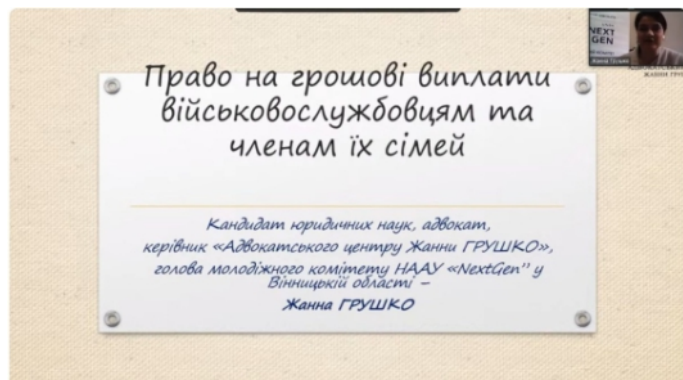 Право на грошові виплати
військовослужбовцям та
членам їх сімей
Кандидат юридичних наук, адвокат,
керівник «Адвокатського центру Жанни ГРУШКО»,
голова молодіжного комітету НААУ «NextGen" у
Вінницькій області –
Жанна ГРУШКО
NEXT
GEN